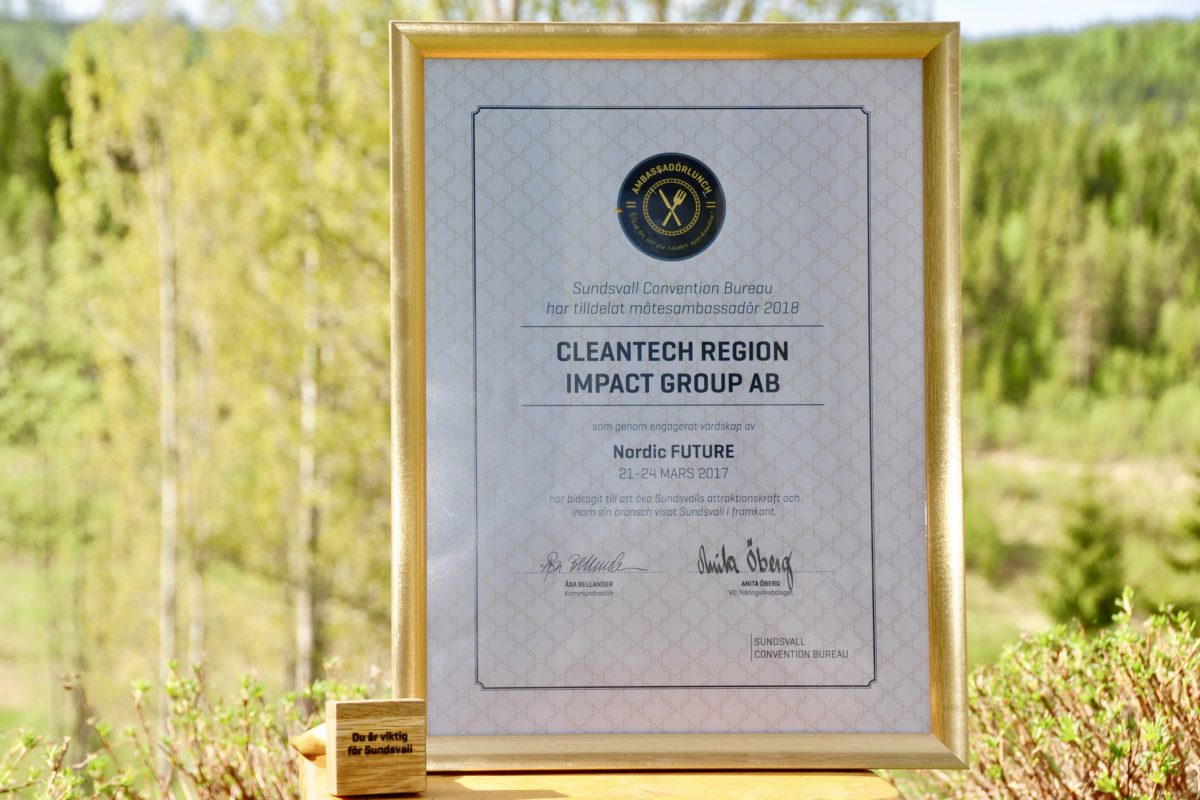 AMBASSADÖRLUNCH
Sundsvall Convention Bureau
har tilldelat mötesambassadör 2018
CLEANTECH REGION
IMPACT GROUP AB
som genom engagerat värdskap av
Nordic FUTURE
21–24 MARS 2017
har bidragit till att öka Sundsvalls attraktionskraft och
inom sin bransch visat Sundsvall i framkant.
Åsa Bellander
Anita Öberg
ÅSA BELLANDER
Kommundirektör
ANITA ÖBERG
VD, Näringslivsbolaget
SUNDSVALL
CONVENTION BUREAU
Du är viktig
för Sundsvall